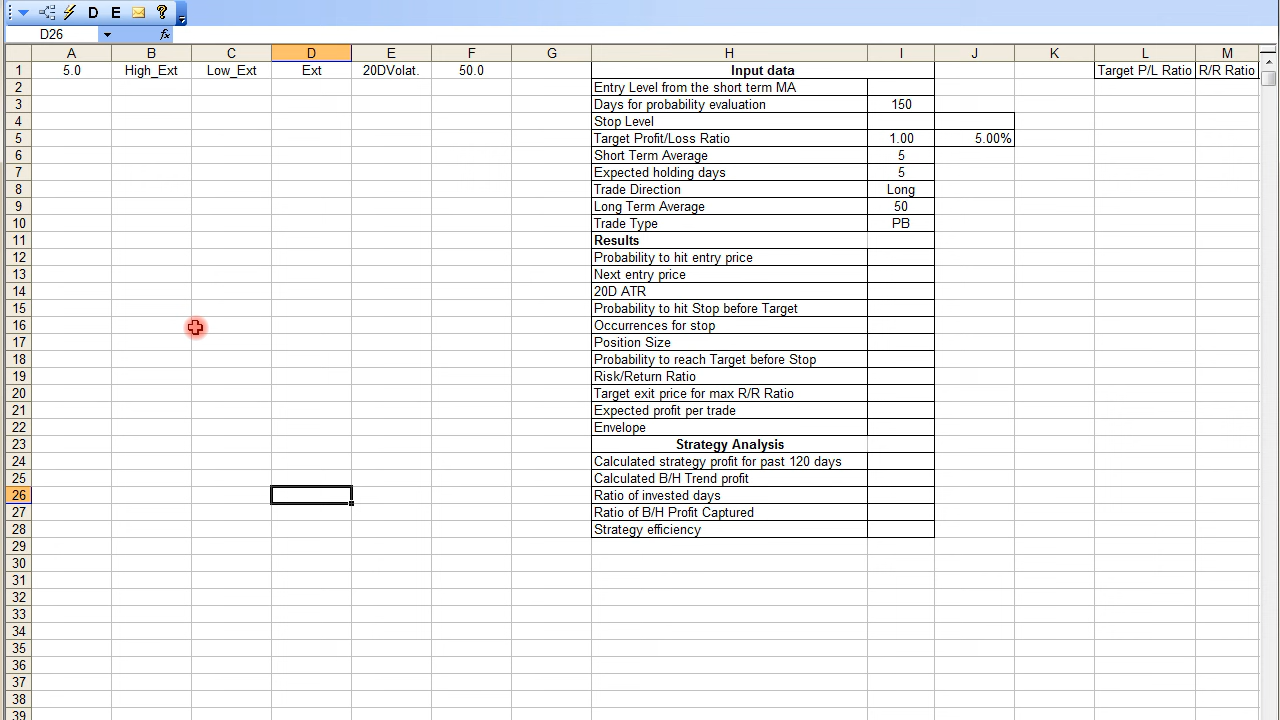 D E ?
D26 fx
A B C D E F G H I J K L M
1 5.0 High_Ext Low_Ext Ext 20DVolat. 50.0 Input data Target P/L Ratio R/R Ratio
2 Entry Level from the short term MA
3 Days for probability evaluation 150
4 Stop Level
5 Target Profit/Loss Ratio 1.00 5.00%
6 Short Term Average 5
7 Expected holding days 5
8 Trade Direction Long
9 Long Term Average 50
10 Trade Type PB
11 Results
12 Probability to hit entry price
13 Next entry price
14 20D ATR
15 Probability to hit Stop before Target
16 Occurrences for stop
17 Position Size
18 Probability to reach Target before Stop
19 Risk/Return Ratio
20 Target exit price for max R/R Ratio
21 Expected profit per trade
22 Envelope
23 Strategy Analysis
24 Calculated strategy profit for past 120 days
25 Calculated B/H Trend profit
26 Ratio of invested days
27 Ratio of B/H Profit Captured
28 Strategy efficiency
29
30
31
32
33
34
35
36
37
38
39